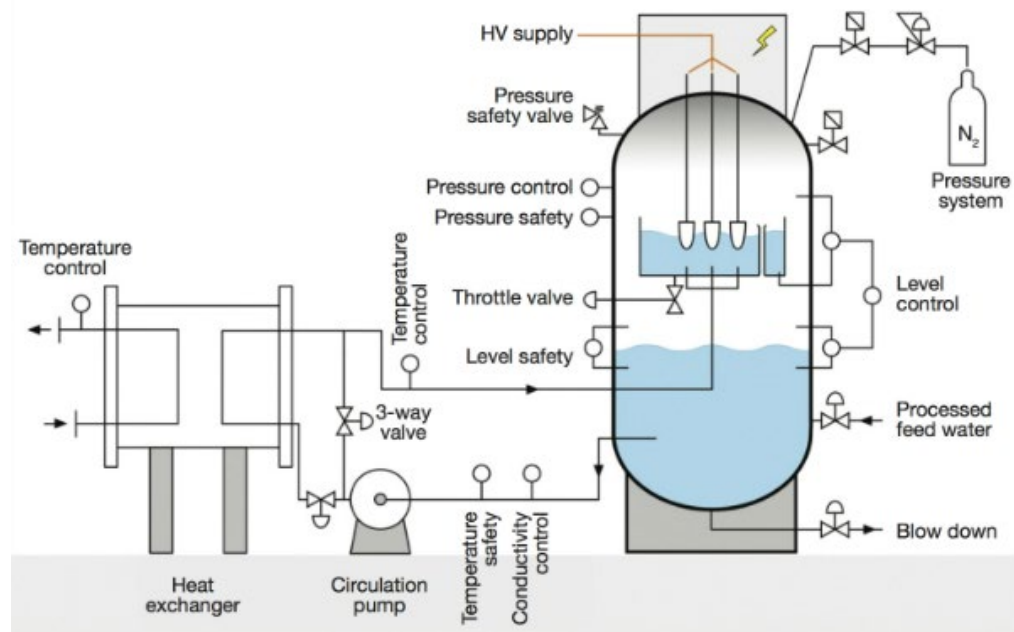 HV supply
Pressure
safety valve
N2
Pressure
system
Pressure control
Pressure safety
Temperature
control
Temperature
control
Throttle valve
Level
control
Level safety
3-way
valve
Processed
feed water
Temperature
safety
Conductivity
control
Blow down
Heat
exchanger
Circulation
pump